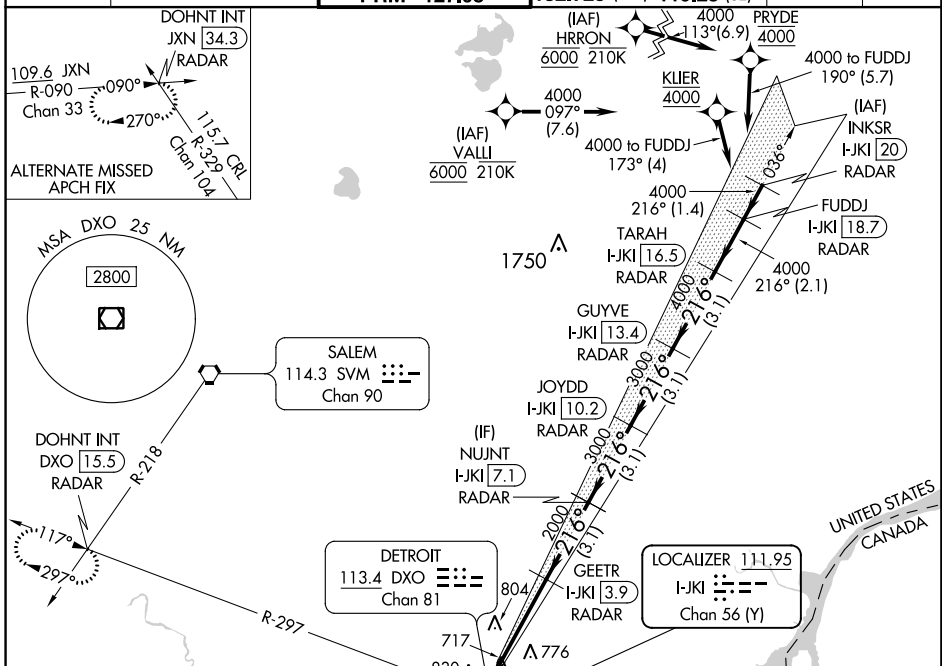 DOHNT INT
JXN 34.3
RADAR
109.6 JXN
R-090
Chan 33
090°
270°
115.7 CRL
R-329
Chan 104
ALTERNATE MISSED
APCH FIX
(IAF)
HRRON
6000 210K
4000
113°(6.9)
PRYDE
4000
4000 to FUDDJ
190° (5.7)
KLIER
4000
4000
097°
(7.6)
(IAF)
VALLI
6000 210K
4000 to FUDDJ
173° (4)
(IAF)
INKSR
I-JKI 20
RADAR
036°
4000
216° (1.4)
FUDDJ
I-JKI 18.7
RADAR
TARAH
I-JKI 16.5
RADAR
4000
216° (2.1)
1750
MSA DXO 25 NM
2800
4000
216°
(3.1)
GUYVE
I-JKI 13.4
RADAR
3000
216°
(3.1)
SALEM
114.3 SVM
Chan 90
JOYDD
I-JKI 10.2
RADAR
3000
216°
(3.1)
DOHNT INT
DXO 15.5
RADAR
R-218
(IF)
NUJNT
I-JKI 7.1
RADAR
2000
216°
(3.1)
UNITED STATES
CANADA
117°
297°
DETROIT
113.4 DXO
Chan 81
804
GEETR
I-JKI 3.9
RADAR
LOCALIZER 111.95
I-JKI
Chan 56 (Y)
R-297
717
776